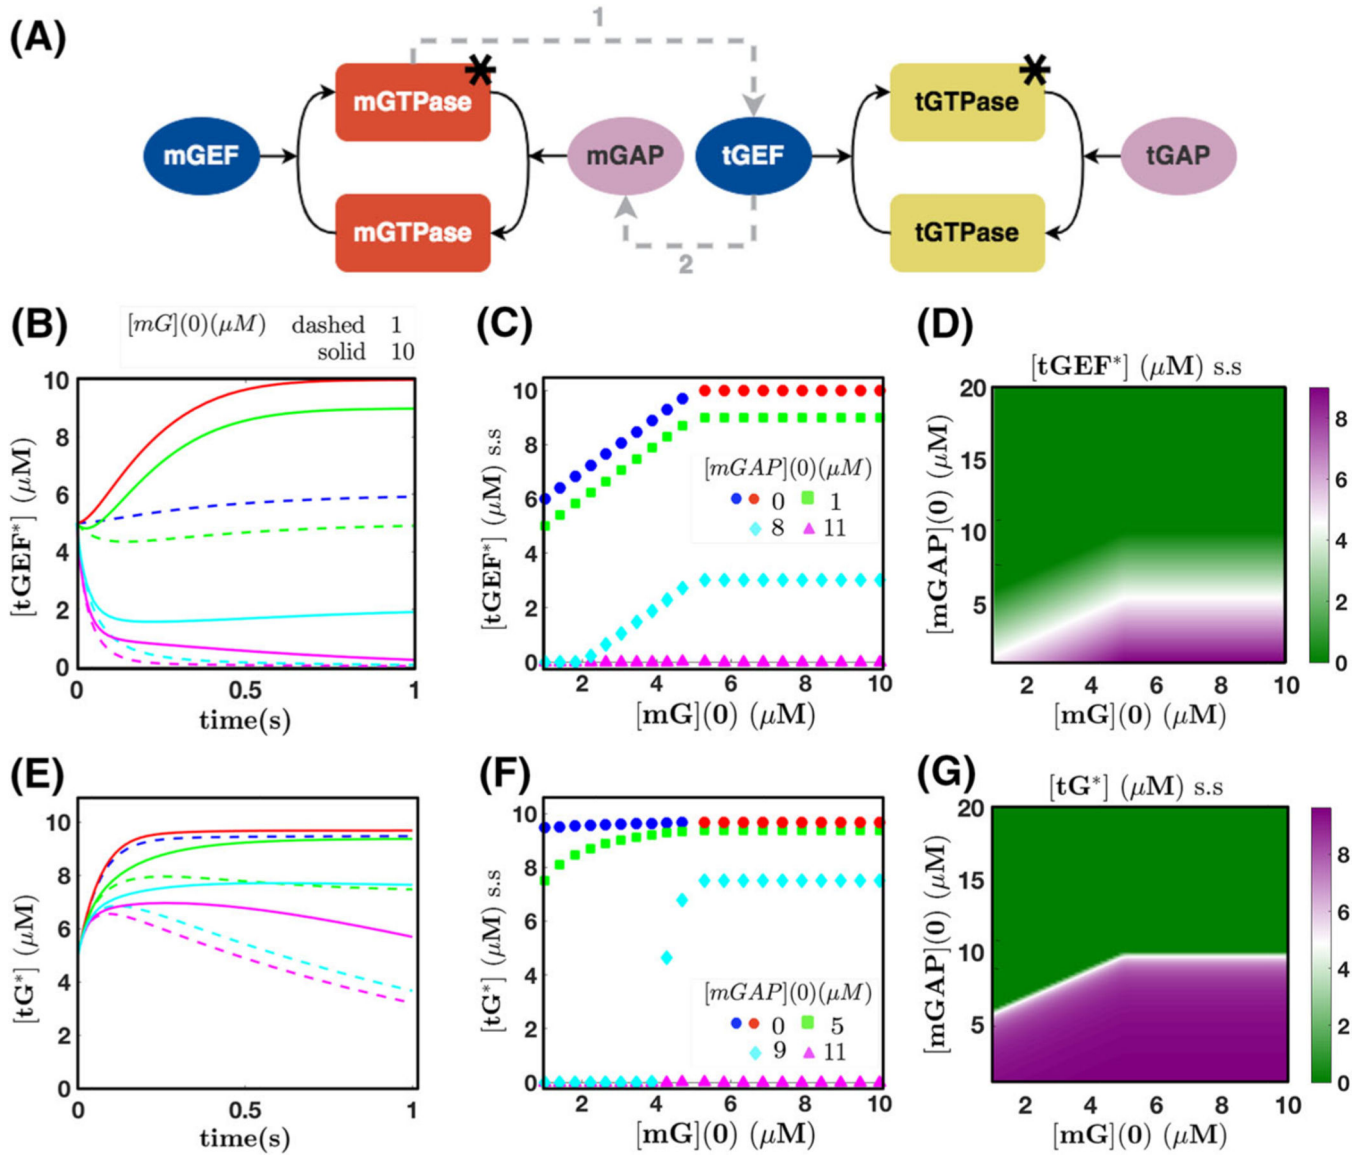 (A)
1
mGTPase *
tGTPase *
mGEF
mGAP
tGEF
tGAP
mGTPase
tGTPase
2
(B)
[mG](0)(μM) dashed 1
solid 10
10
8
6
4
2
0
[tGEF*] (μM)
0 0.5 1
time(s)
(C)
10
8
6
4
2
0
[tGEF*] (μM) s.s
[mGAP](0)(μM)
0 1
8 11
2 4 6 8 10
[mG](0) (μM)
(D)
[tGEF*] (μM) s.s
20
15
10
5
[mGAP](0) (μM)
2 4 6 8 10
[mG](0) (μM)
8
6
4
2
0
(E)
10
8
6
4
2
0
[tG*] (μM)
0 0.5 1
time(s)
(F)
10
8
6
4
2
0
[tG*] (μM) s.s
[mGAP](0)(μM)
0 5
9 11
2 4 6 8 10
[mG](0) (μM)
(G)
[tG*] (μM) s.s
20
15
10
5
[mGAP](0) (μM)
2 4 6 8 10
[mG](0) (μM)
8
6
4
2
0